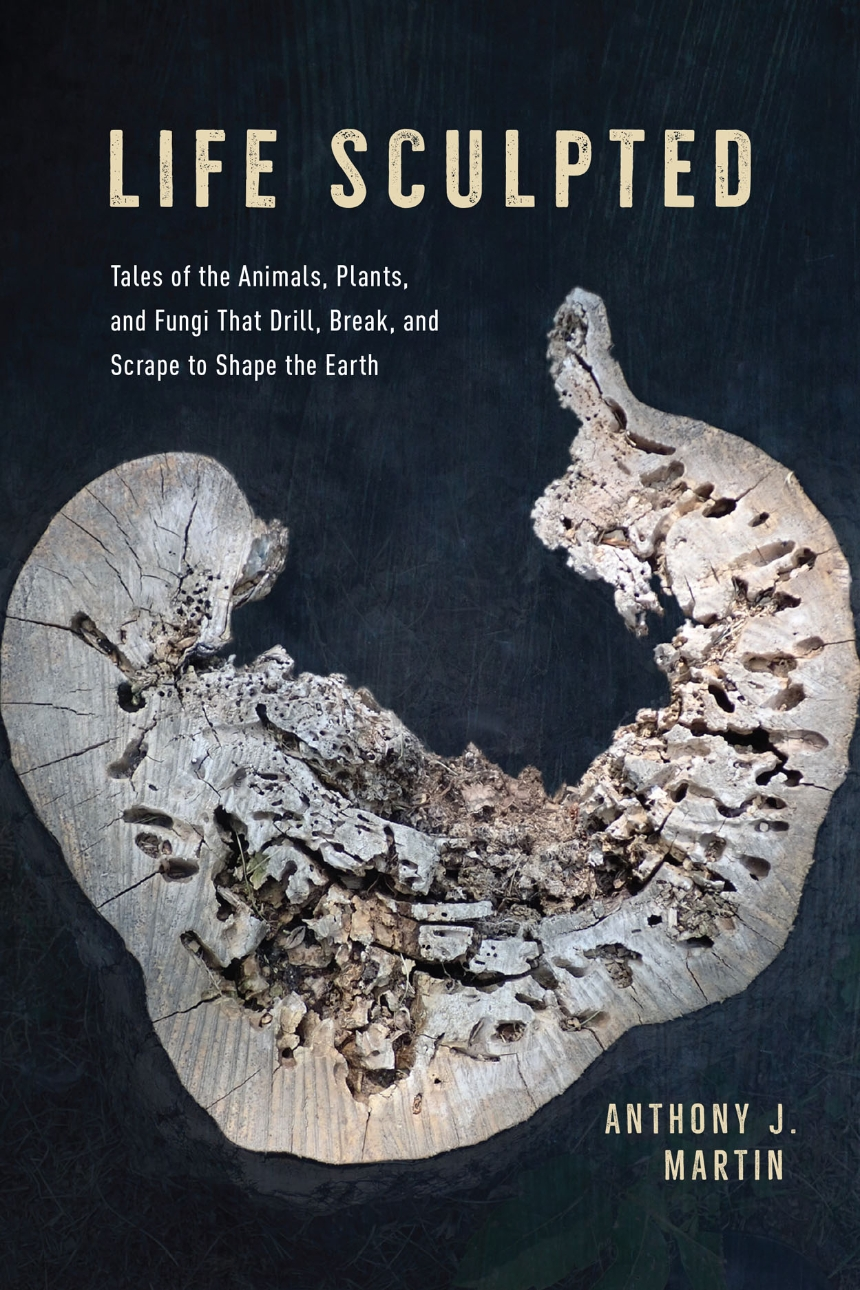 LIFE SCULPTED
Tales of the Animals, Plants,
and Fungi That Drill, Break, and
Scrape to Shape the Earth
ANTHONY J.
MARTIN